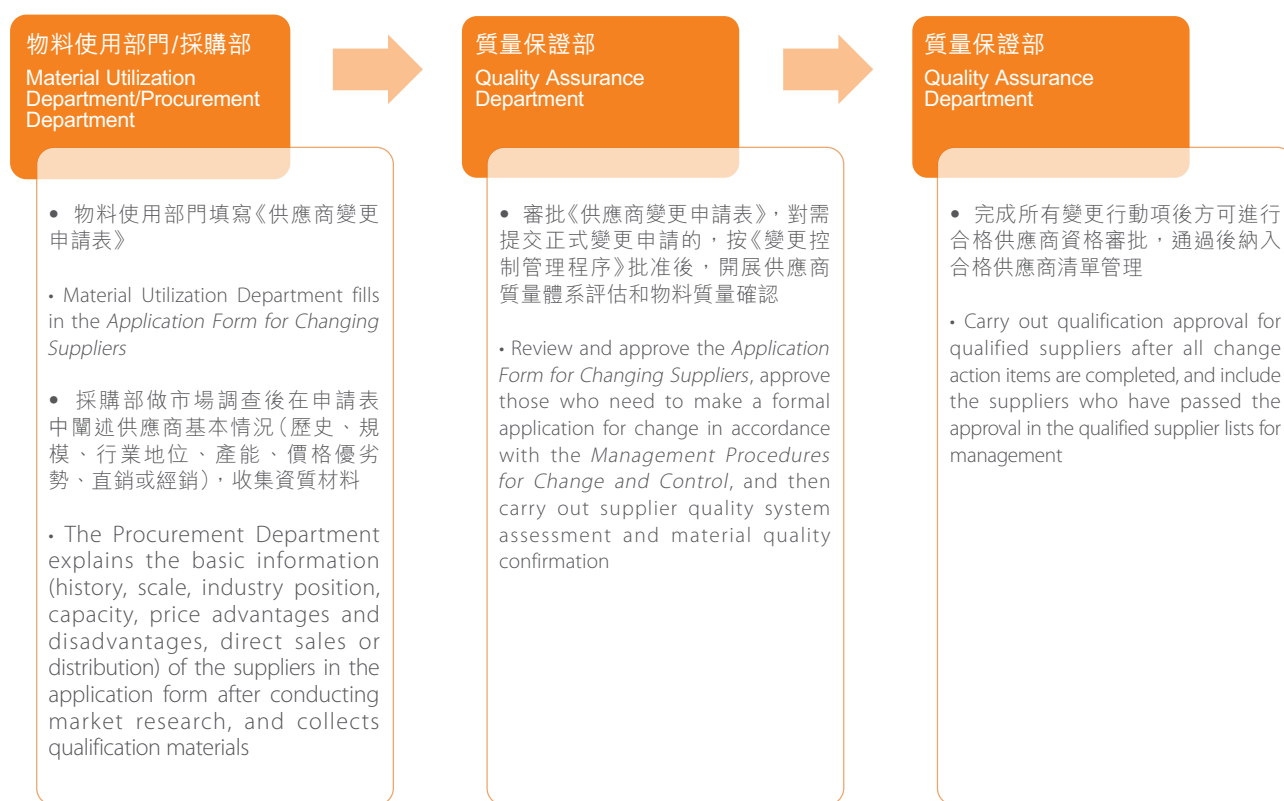 物料使用部門/採購部
Material Utilization
Department/Procurement
Department
• 物料使用部門填寫《供應商變更
申請表》
• Material Utilization Department fills
in the Application Form for Changing
Suppliers
• 採購部做市場調查後在申請表
中闡述供應商基本情況(歷史、規
模、行業地位、產能、價格優劣
勢、直銷或經銷),收集資質材料
• The Procurement Department
explains the basic information
(history, scale, industry position,
capacity, price advantages and
disadvantages, direct sales or
distribution) of the suppliers in the
application form after conducting
market research, and collects
qualification materials
質量保證部
Quality Assurance
Department
• 審批《供應商變更申請表》,對需
提交正式變更申請的,按《變更控
制管理程序》批准後,開展供應商
質量體系評估和物料質量確認
• Review and approve the Application
Form for Changing Suppliers, approve
those who need to make a formal
application for change in accordance
with the Management Procedures
for Change and Control, and then
carry out supplier quality system
assessment and material quality
confirmation
質量保證部
Quality Assurance
Department
• 完成所有變更行動項後方可進行
合格供應商資格審批,通過後納入
合格供應商清單管理
• Carry out qualification approval for
qualified suppliers after all change
action items are completed, and include
the suppliers who have passed the
approval in the qualified supplier lists for
management